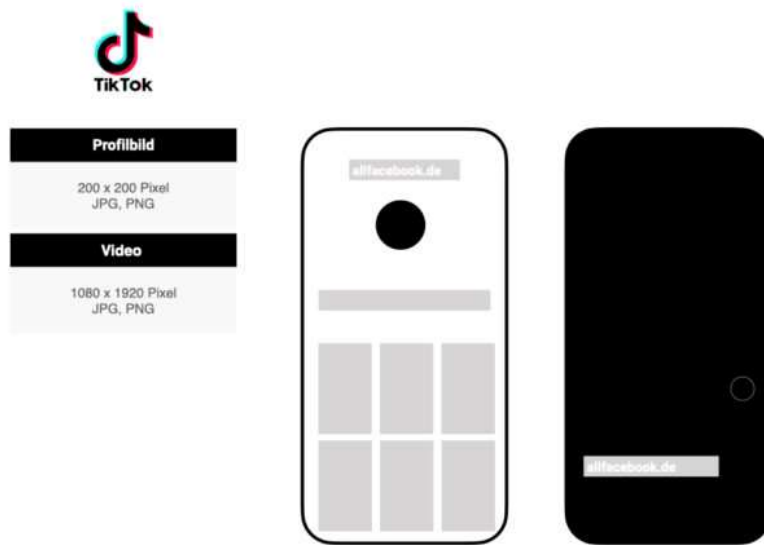 TikTok
Profilbild
200 x 200 Pixel
JPG, PNG
Video
1080 x 1920 Pixel
JPG, PNG
allfacebook.de
allfacebook.de